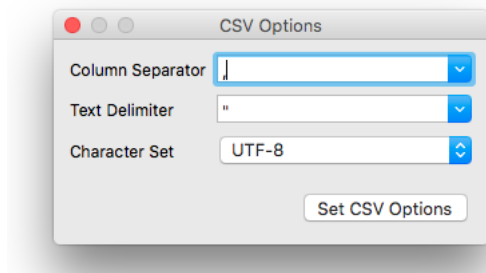 CSV Options
Column Separator ,
Text Delimiter "
Character Set UTF-8
Set CSV Options